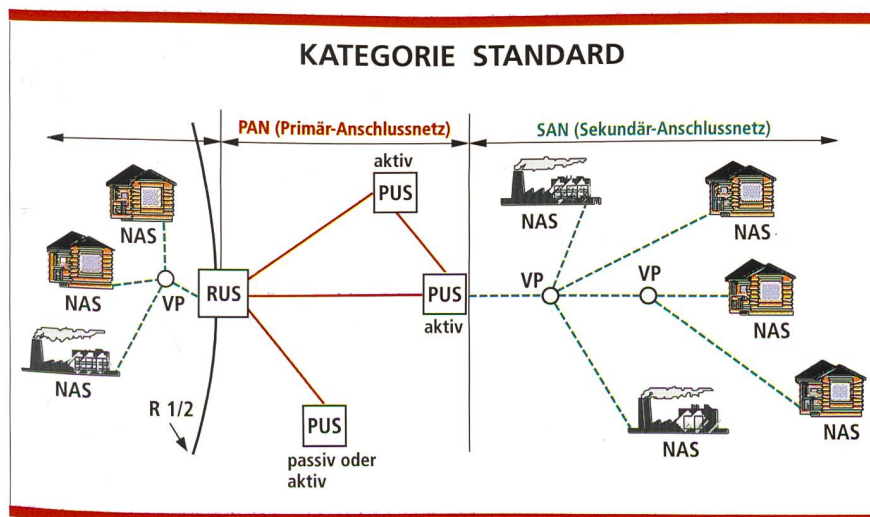 KATEGORIE STANDARD
PAN (Primär-Anschlussnetz)
SAN (Sekundär-Anschlussnetz)
aktiv
PUS
NAS
NAS
NAS
NAS
VP
RUS
PUS
aktiv
VP
VP
NAS
NAS
R 1/2
PUS
passiv oder
aktiv
NAS
NAS